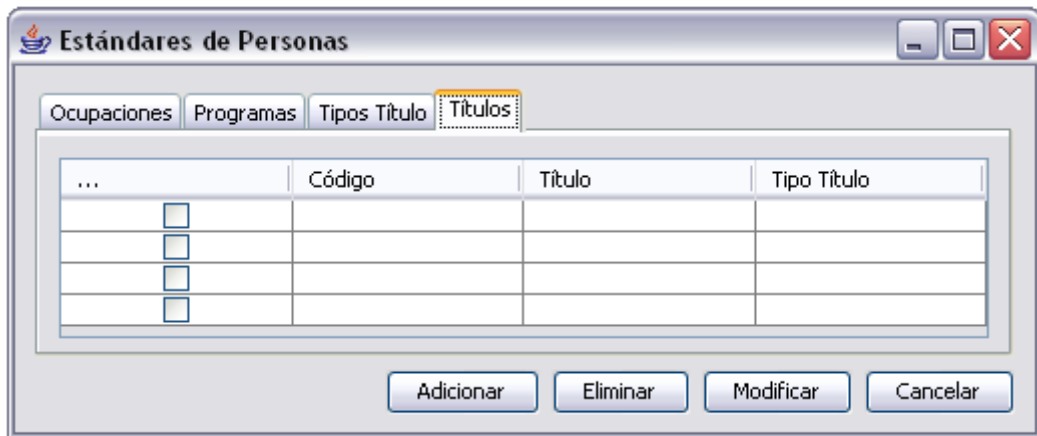 Estándares de Personas
Ocupaciones Programas Tipos Título Títulos
... Código Título Tipo Título
Adicionar Eliminar Modificar Cancelar